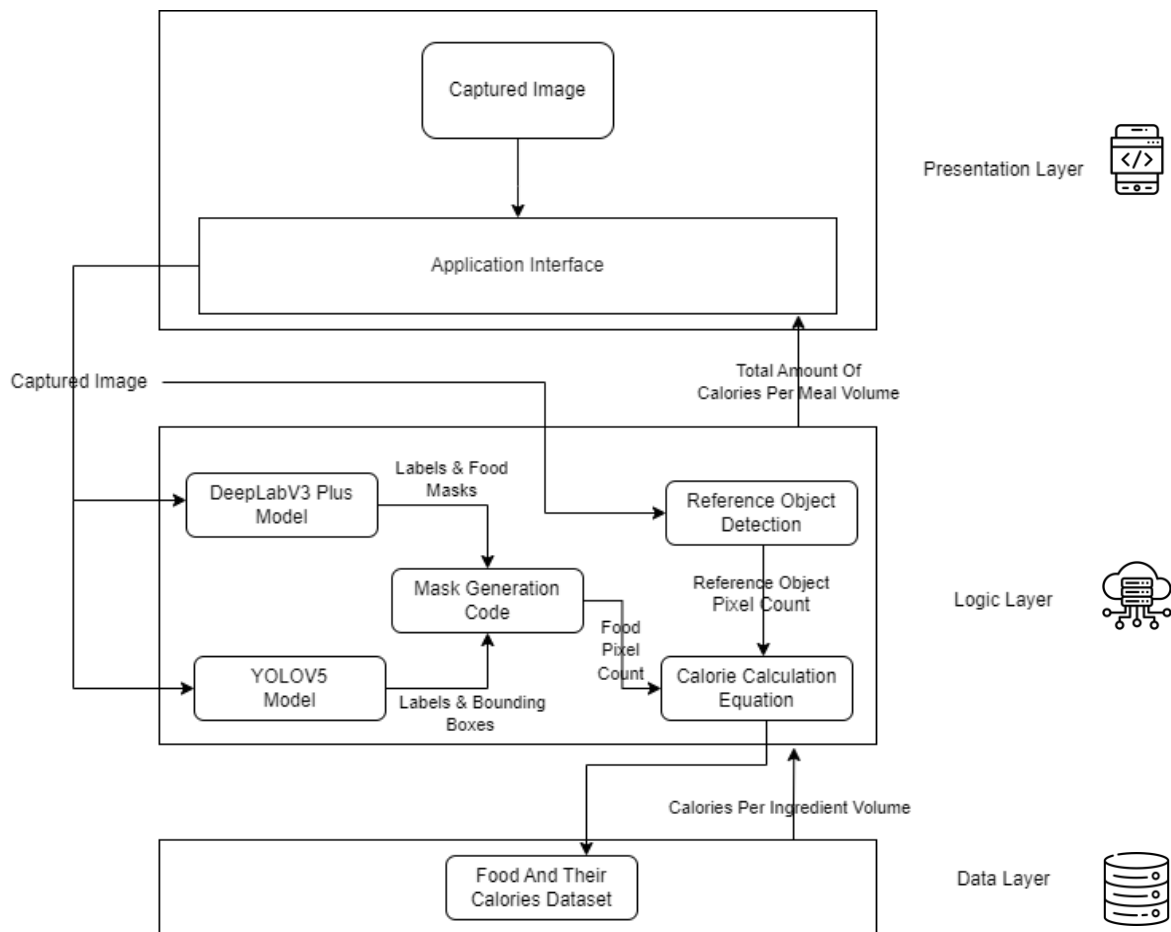 Captured Image
Presentation Layer
</>
Application Interface
Captured Image
Total Amount Of
Calories Per Meal Volume
Labels & Food
Masks
DeepLabV3 Plus
Model
Reference Object
Detection
Mask Generation
Code
Reference Object
Pixel Count
Logic Layer
Food
Pixel
Count
YOLOV5
Model
Labels & Bounding
Boxes
Calorie Calculation
Equation
Calories Per Ingredient Volume
Food And Their
Calories Dataset
Data Layer